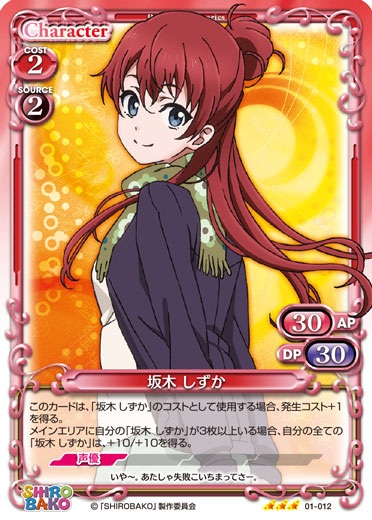 Character
COST
2
SOURCE
2
30 AP
DP 30
坂木 しずか
このカードは、「坂木 しずか」のコストとして使用する場合、発生コスト+1
を得る。
メインエリアに自分の「坂木 しずか」が3枚以上いる場合、自分の全ての
「坂木 しずか」は、+10/+10を得る。
声優
いや〜。あたしゃ失敗こいちまってさー。
SHIRO
BAKO
©「SHIROBAKO」製作委員会
01-012